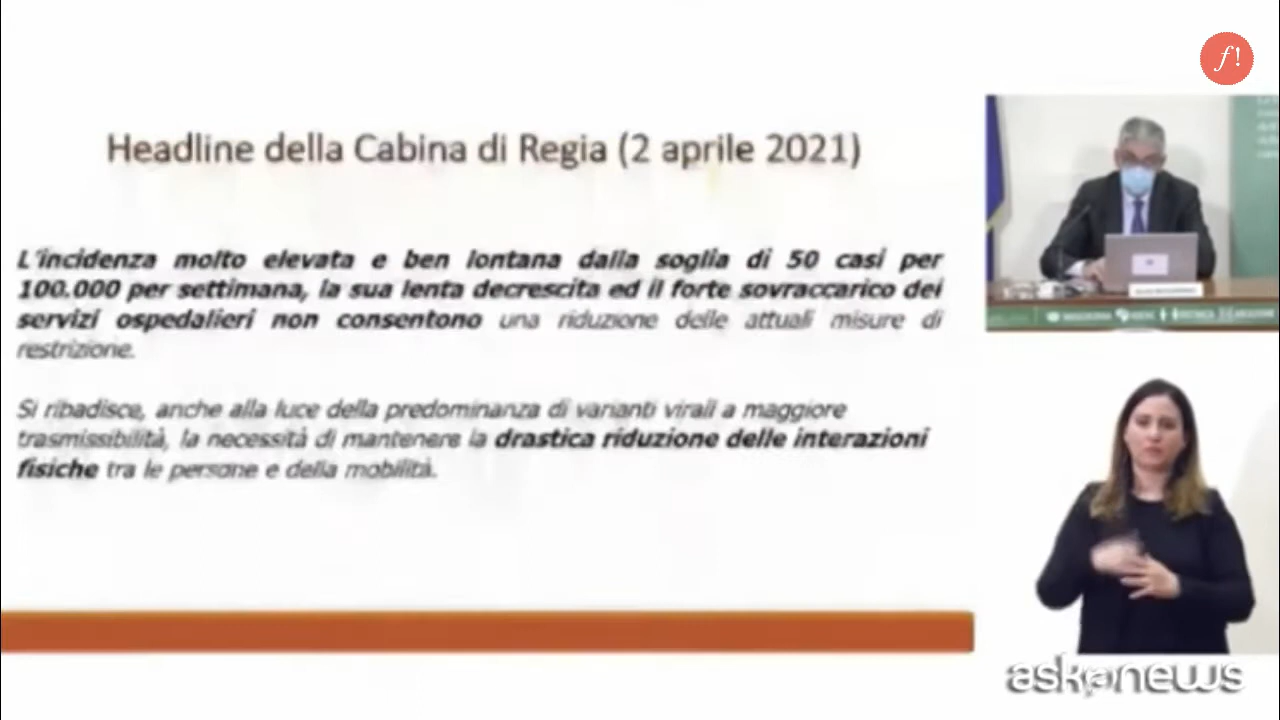 f!
Headline della Cabina di Regia (2 aprile 2021)
L'incidenza molto elevata e ben lontana dalla soglia di 50 casi per
100.000 per settimana, la sua lenta decrescita ed il forte sovraccarico dei
servizi ospedalieri non consentono una riduzione delle attuali misure di
restrizione.
Si ribadisce, anche alla luce della predominanza di varianti virali a maggiore
trasmissibilità, la necessità di mantenere la drastica riduzione delle interazioni
fisiche tra le persone e della mobilità.
askanews